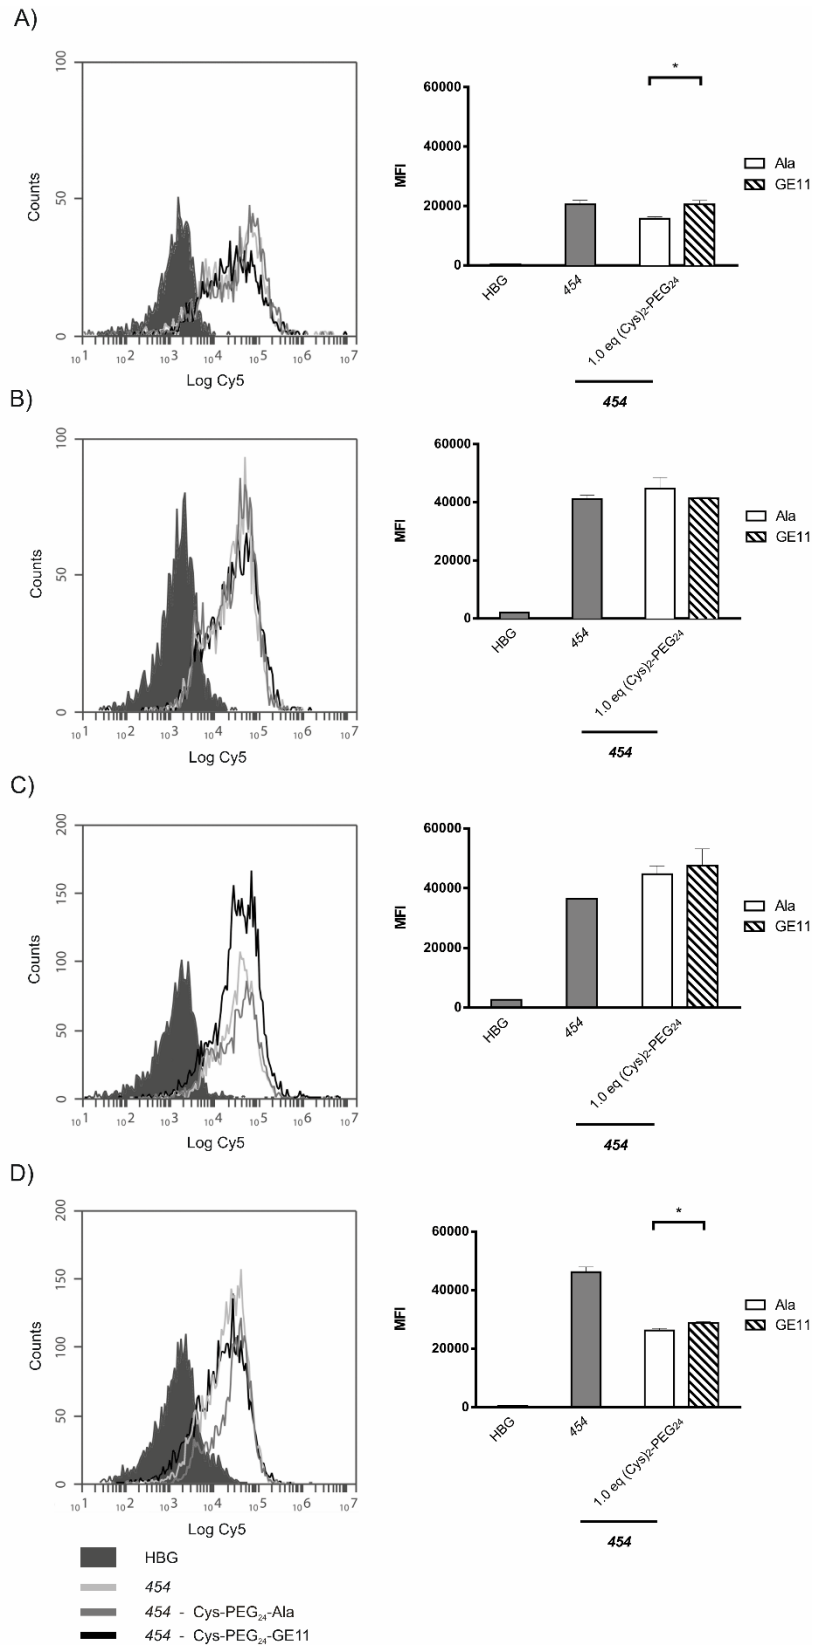 A)
100
50
0
Counts
10^1 10^2 10^3 10^4 10^5 10^6 10^7
Log Cy5
*
60000
40000
20000
0
MFI
Ala
GE11
HBG
454
1.0 eq (Cys)₂-PEG₂₄
454
B)
100
50
0
Counts
10^1 10^2 10^3 10^4 10^5 10^6 10^7
Log Cy5
60000
40000
20000
0
MFI
Ala
GE11
HBG
454
1.0 eq (Cys)₂-PEG₂₄
454
C)
200
150
100
50
0
Counts
10^1 10^2 10^3 10^4 10^5 10^6 10^7
Log Cy5
60000
40000
20000
0
MFI
Ala
GE11
HBG
454
1.0 eq (Cys)₂-PEG₂₄
454
D)
200
150
100
50
0
Counts
10^1 10^2 10^3 10^4 10^5 10^6 10^7
Log Cy5
*
60000
40000
20000
0
MFI
Ala
GE11
HBG
454
1.0 eq (Cys)₂-PEG₂₄
454
HBG
454
454 - Cys-PEG₂₄-Ala
454 - Cys-PEG₂₄-GE11